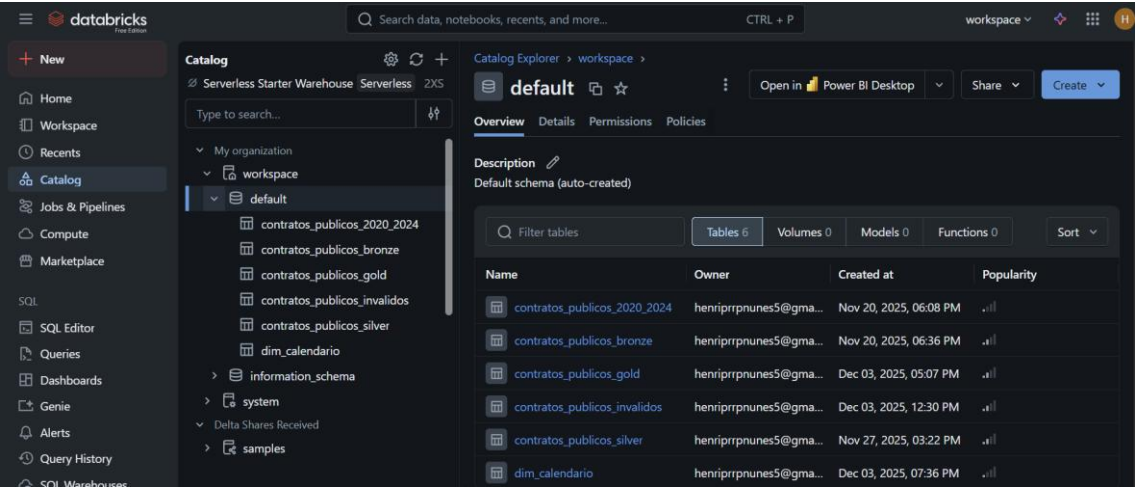 databricks
Free Edition
Search data, notebooks, recents, and more...
CTRL + P
workspace
H
New
Home
Workspace
Recents
Catalog
Jobs & Pipelines
Compute
Marketplace
SQL
SQL Editor
Queries
Dashboards
Genie
Alerts
Query History
SQL Warehouses
Catalog
Serverless Starter Warehouse Serverless 2XS
Type to search...
My organization
workspace
default
contratos_publicos_2020_2024
contratos_publicos_bronze
contratos_publicos_gold
contratos_publicos_invalidos
contratos_publicos_silver
dim_calendario
information_schema
system
Delta Shares Received
samples
Catalog Explorer > workspace >
default
Open in Power BI Desktop
Share
Create
Overview Details Permissions Policies
Description
Default schema (auto-created)
Filter tables
Tables 6 Volumes 0 Models 0 Functions 0
Sort
Name Owner Created at Popularity
contratos_publicos_2020_2024 henriprrpnunes5@gma... Nov 20, 2025, 06:08 PM
contratos_publicos_bronze henriprrpnunes5@gma... Nov 20, 2025, 06:36 PM
contratos_publicos_gold henriprrpnunes5@gma... Dec 03, 2025, 05:07 PM
contratos_publicos_invalidos henriprrpnunes5@gma... Dec 03, 2025, 12:30 PM
contratos_publicos_silver henriprrpnunes5@gma... Nov 27, 2025, 03:22 PM
dim_calendario henriprrpnunes5@gma... Dec 03, 2025, 07:36 PM